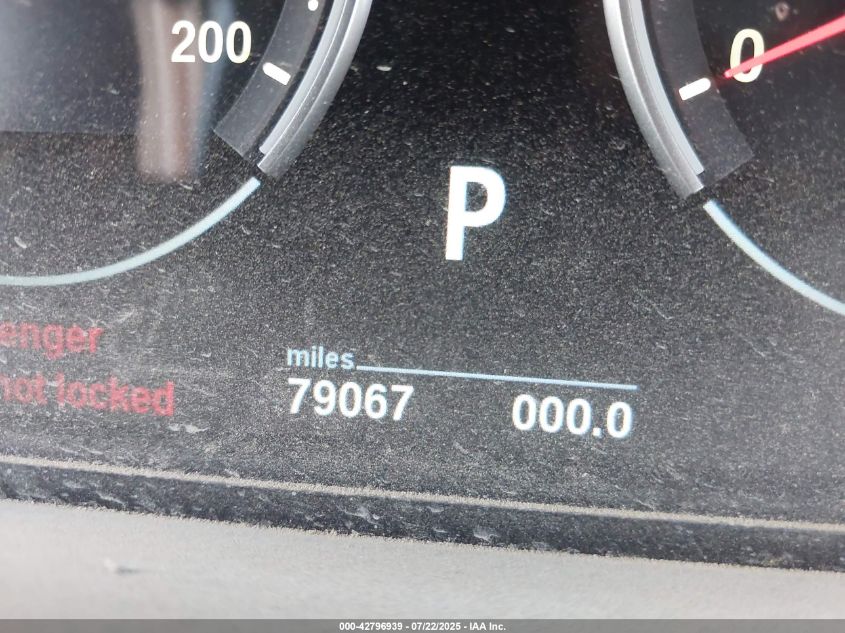 200
0
P
enger
not locked
miles
79067 000.0
000-42796939 - 07/22/2025 - IAA Inc.